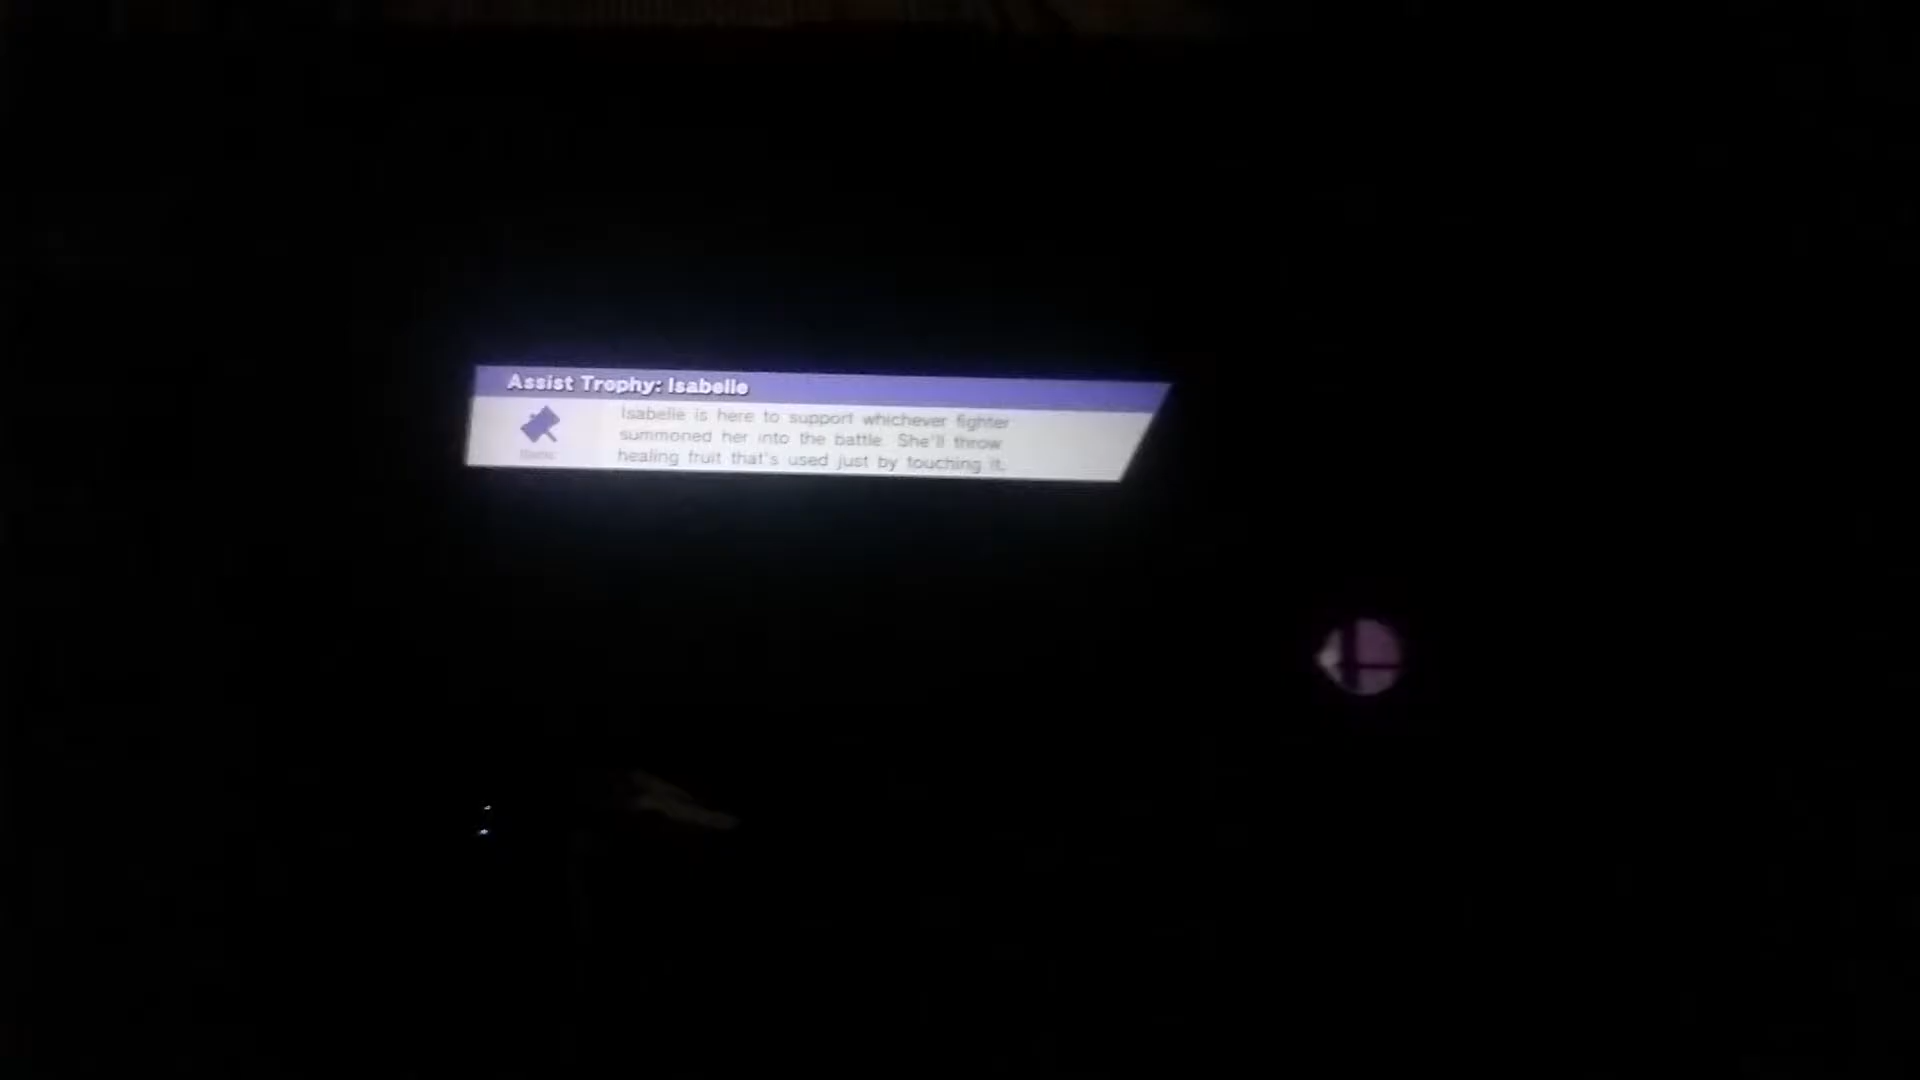 Assist Trophy: Isabelle
Isabelle is here to support whichever fighter
summoned her into the battle. She'll throw
healing fruit that's used just by touching it.